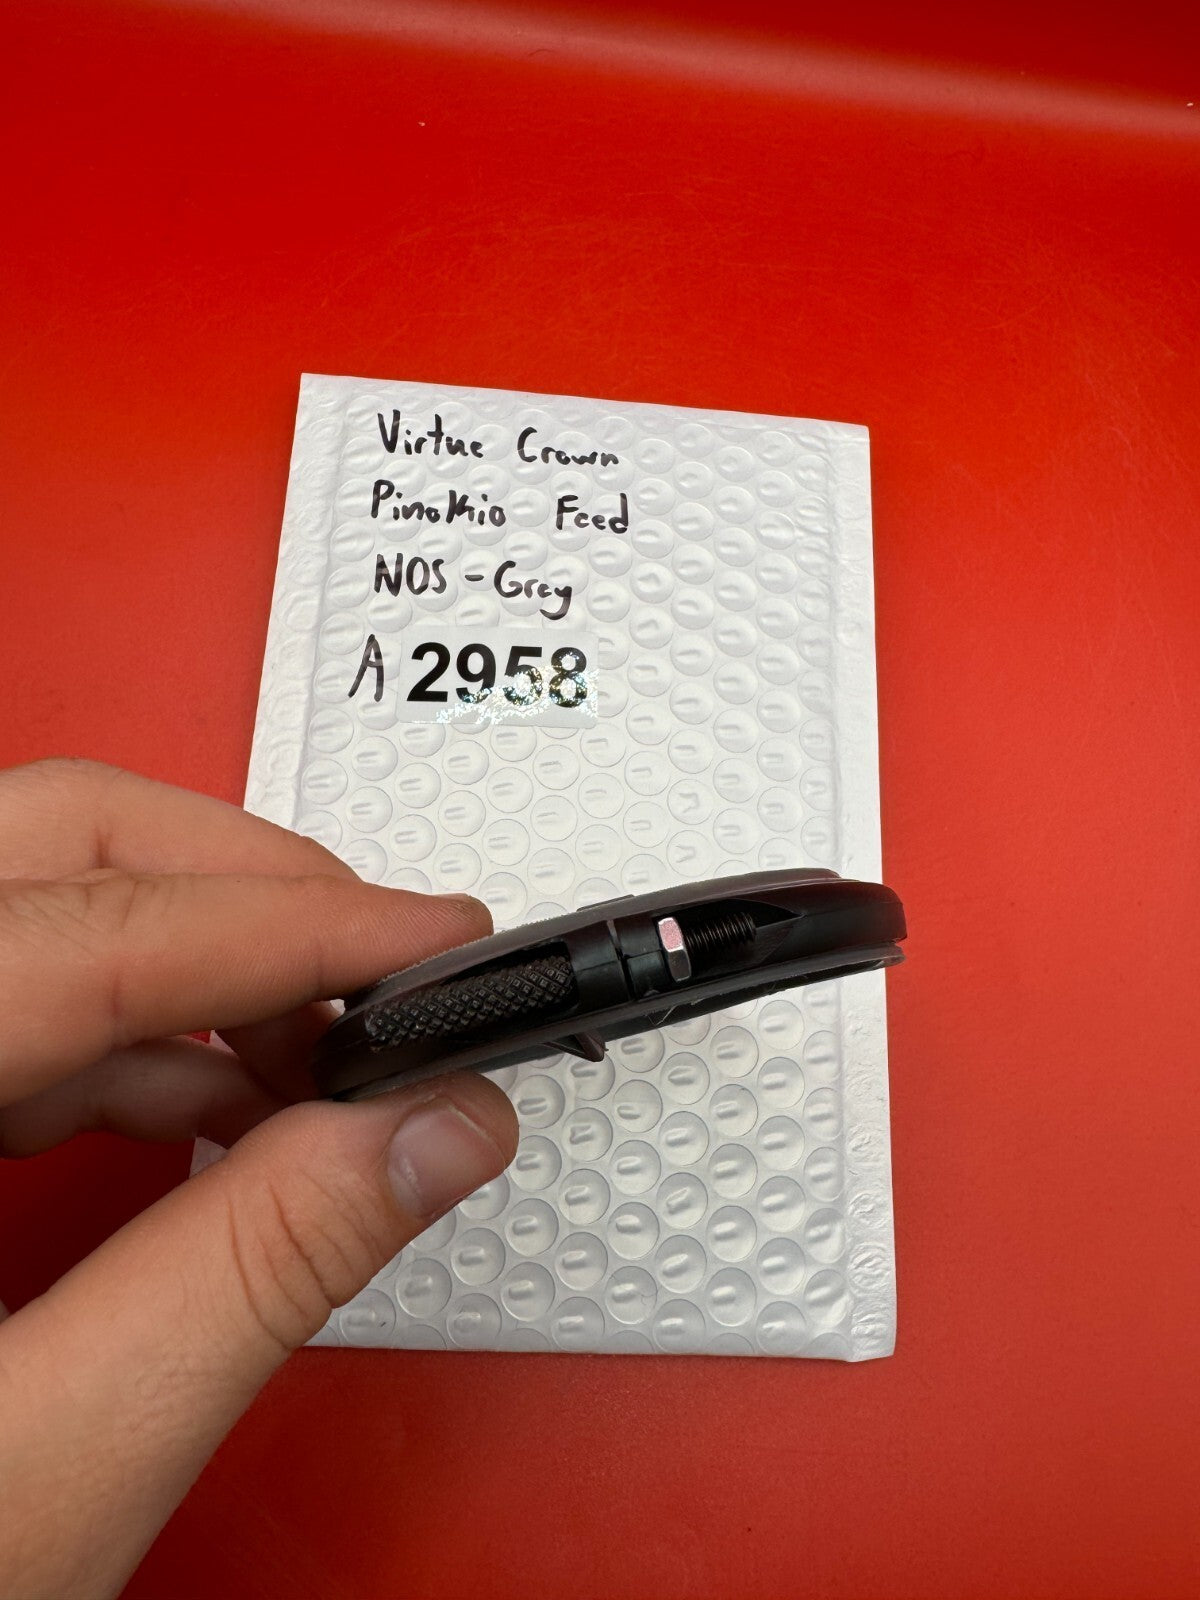 Virtue Crown
Pinokio Feed
NOS - Grey
A 2958